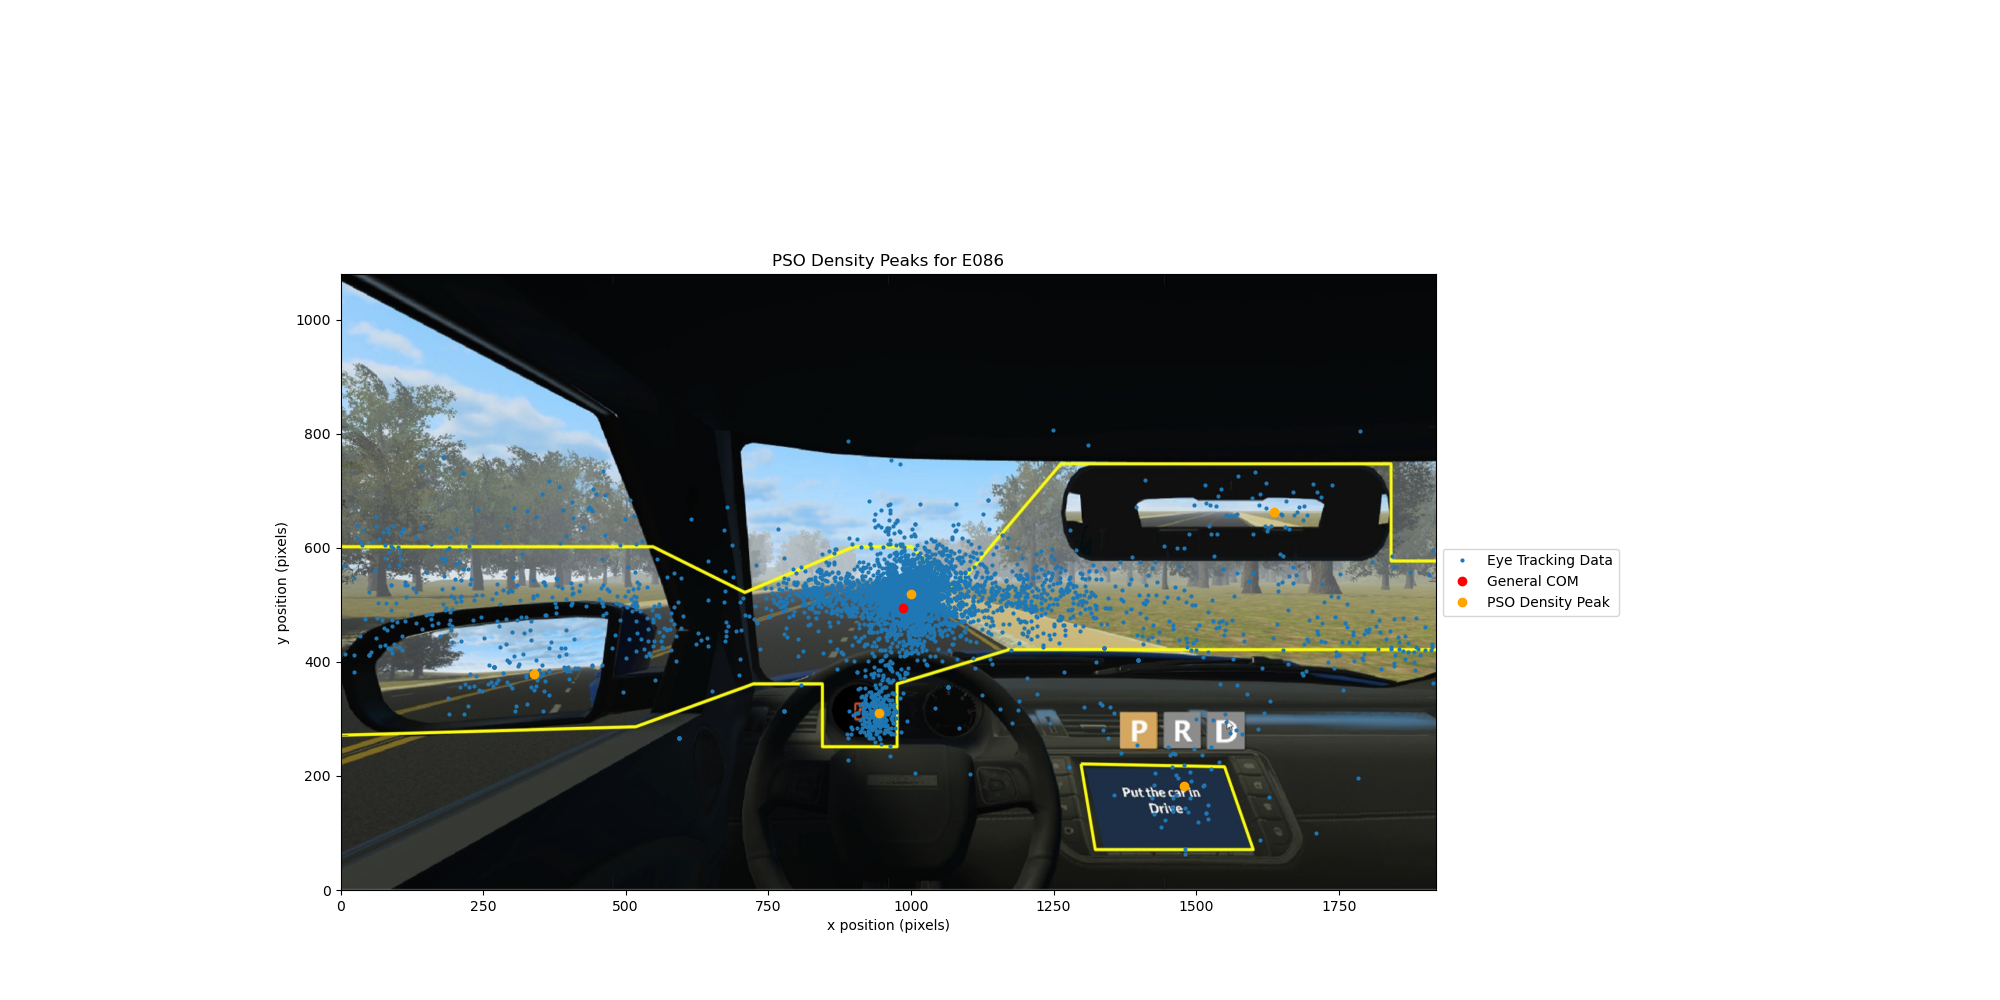 PSO Density Peaks for E086
1000
800
600
400
200
0
y position (pixels)
0
250
500
750
1000
1250
1500
1750
x position (pixels)
P R D
Put the car in
Drive
Eye Tracking Data
General COM
PSO Density Peak